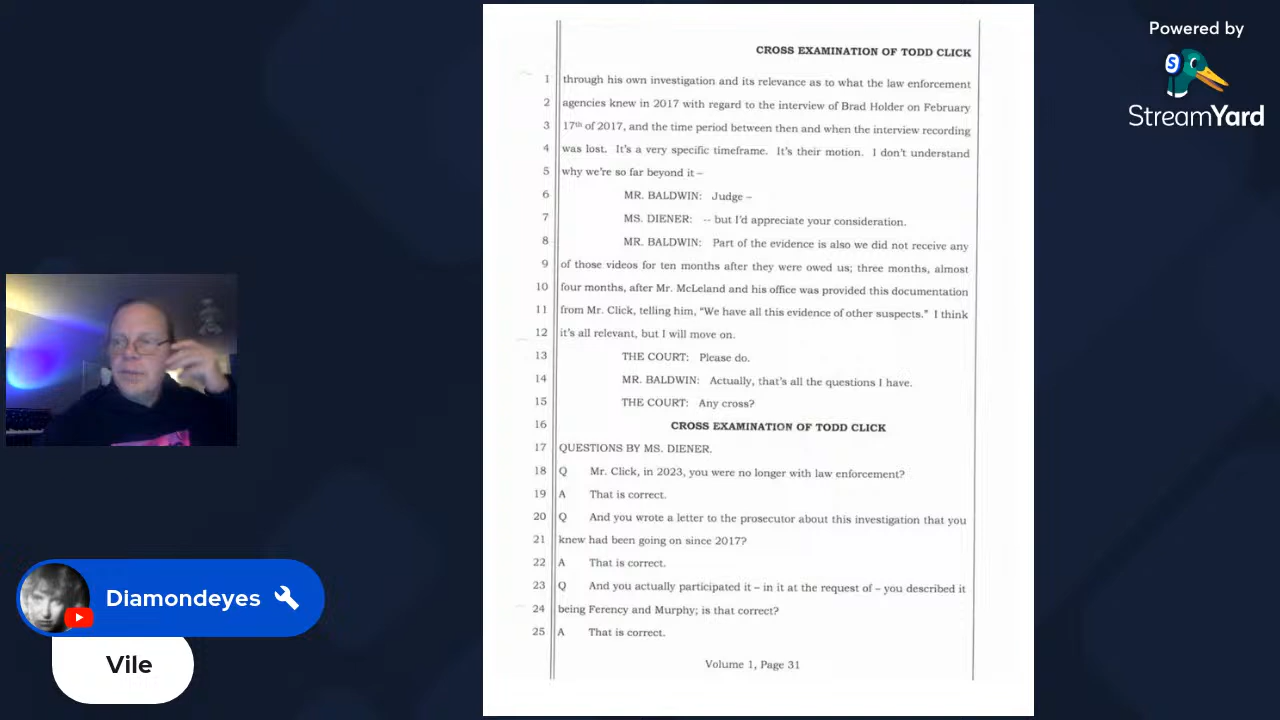 CROSS EXAMINATION OF TODD CLICK
1 through his own investigation and its relevance as to what the law enforcement
2 agencies knew in 2017 with regard to the interview of Brad Holder on February
3 17th of 2017, and the time period between then and when the interview recording
4 was lost. It's a very specific timeframe. It's their motion. I don't understand
5 why we're so far beyond it –
6 MR. BALDWIN: Judge –
7 MS. DIENER: -- but I'd appreciate your consideration.
8 MR. BALDWIN: Part of the evidence is also we did not receive any
9 of those videos for ten months after they were owed us; three months, almost
10 four months, after Mr. McLeland and his office was provided this documentation
11 from Mr. Click, telling him, "We have all this evidence of other suspects." I think
12 it's all relevant, but I will move on.
13 THE COURT: Please do.
14 MR. BALDWIN: Actually, that's all the questions I have.
15 THE COURT: Any cross?
16 CROSS EXAMINATION OF TODD CLICK
17 QUESTIONS BY MS. DIENER.
18 Q Mr. Click, in 2023, you were no longer with law enforcement?
19 A That is correct.
20 Q And you wrote a letter to the prosecutor about this investigation that you
21 knew had been going on since 2017?
22 A That is correct.
23 Q And you actually participated it – in it at the request of – you described it
24 being Ferency and Murphy; is that correct?
25 A That is correct.
Volume 1, Page 31
Powered by
S
StreamYard
Diamondeyes
Vile